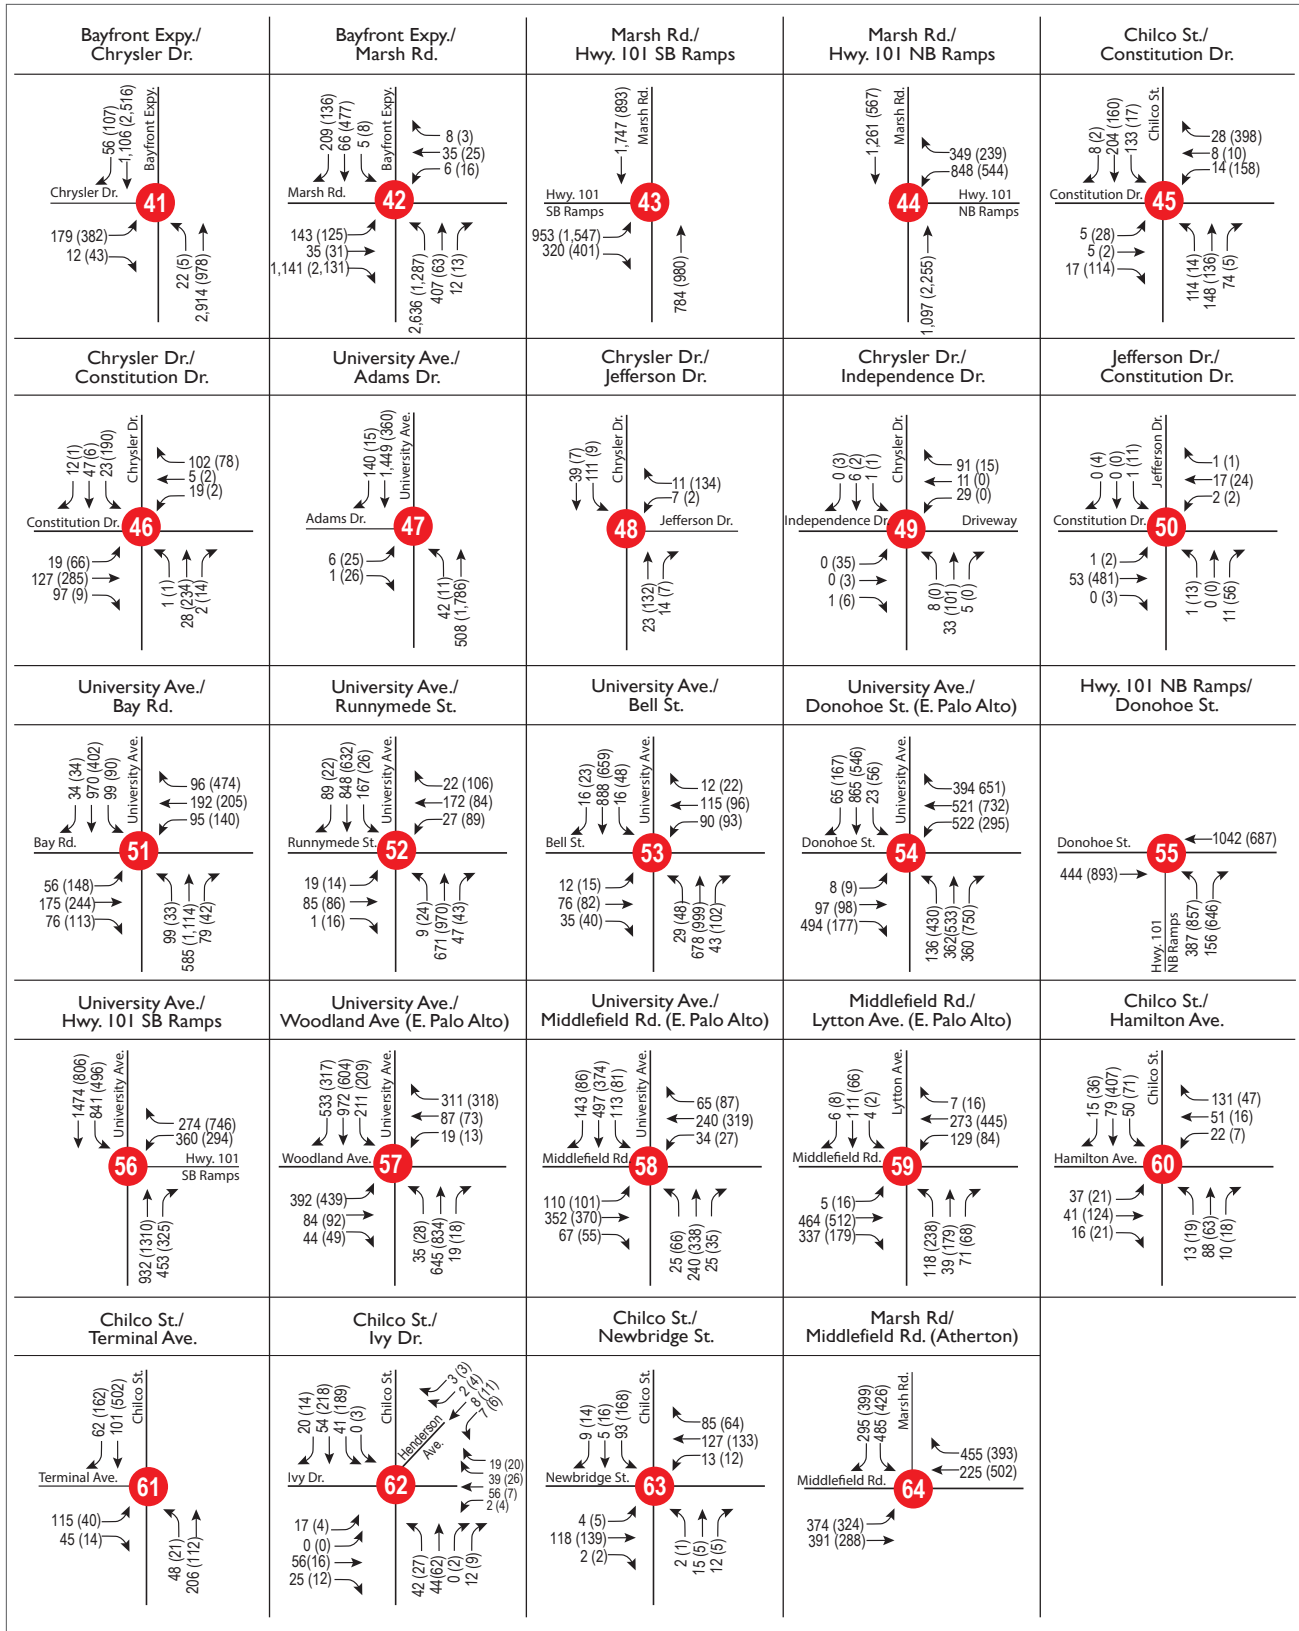 Bayfront Expy./
Chrysler Dr.
56 (107)
1,106 (2,516)
Bayfront Expy.
Chrysler Dr.
41
179 (382)
12 (43)
22 (5)
2,914 (978)
Bayfront Expy./
Marsh Rd.
209 (136)
66 (477)
5 (8)
Bayfront Expy.
8 (3)
35 (25)
6 (16)
Marsh Rd.
42
143 (125)
35 (31)
1,141 (2,131)
2,636 (1,287)
407 (63)
12 (13)
Marsh Rd./
Hwy. 101 SB Ramps
1,747 (893)
Marsh Rd.
Hwy. 101
SB Ramps
43
953 (1,547)
320 (401)
784 (980)
Marsh Rd./
Hwy. 101 NB Ramps
1,261 (567)
Marsh Rd.
349 (239)
848 (544)
44
Hwy. 101
NB Ramps
1,097 (2,255)
Chilco St./
Constitution Dr.
8 (2)
204 (160)
133 (17)
Chilco St.
28 (398)
8 (10)
14 (158)
Constitution Dr.
45
5 (28)
5 (2)
17 (114)
114 (14)
148 (136)
74 (5)
Chrysler Dr./
Constitution Dr.
12 (1)
47 (6)
23 (190)
Chrysler Dr.
102 (78)
5 (2)
19 (2)
Constitution Dr.
46
19 (66)
127 (285)
97 (9)
1 (1)
28 (234)
2 (14)
University Ave./
Adams Dr.
140 (15)
1,449 (360)
University Ave.
Adams Dr.
47
6 (25)
1 (26)
42 (11)
508 (1,786)
Chrysler Dr./
Jefferson Dr.
39 (7)
111 (9)
Chrysler Dr.
11 (134)
7 (2)
48
Jefferson Dr.
23 (132)
14 (7)
Chrysler Dr./
Independence Dr.
0 (3)
6 (2)
1 (1)
Chrysler Dr.
91 (15)
11 (0)
29 (0)
Independence Dr.
49
Driveway
0 (35)
0 (3)
1 (6)
8 (0)
33 (101)
5 (0)
Jefferson Dr./
Constitution Dr.
0 (4)
0 (0)
1 (11)
Jefferson Dr.
1 (1)
17 (24)
2 (2)
Constitution Dr.
50
1 (2)
53 (481)
0 (3)
1 (13)
0 (0)
11 (56)
University Ave./
Bay Rd.
34 (34)
970 (402)
99 (90)
University Ave.
96 (474)
192 (205)
95 (140)
Bay Rd.
51
56 (148)
175 (244)
76 (113)
99 (33)
585 (1,114)
79 (42)
University Ave./
Runnymede St.
89 (22)
848 (632)
167 (26)
University Ave.
22 (106)
172 (84)
27 (89)
Runnymede St.
52
19 (14)
85 (86)
1 (16)
9 (24)
671 (970)
47 (43)
University Ave./
Bell St.
16 (23)
888 (659)
16 (48)
University Ave.
12 (22)
115 (96)
90 (93)
Bell St.
53
12 (15)
76 (82)
35 (40)
29 (48)
678 (999)
43 (102)
University Ave./
Donohoe St. (E. Palo Alto)
65 (167)
865 (546)
23 (56)
University Ave.
394 651)
521 (732)
522 (295)
Donohoe St.
54
8 (9)
97 (98)
494 (177)
136 (430)
362(533)
360 (750)
Hwy. 101 NB Ramps/
Donohoe St.
Donohoe St.
55
1042 (687)
444 (893)
Hwy. 101
NB Ramps
387 (857)
156 (646)
University Ave./
Hwy. 101 SB Ramps
1474 (806)
841 (496)
University Ave.
274 (746)
360 (294)
56
Hwy. 101
SB Ramps
932 (1310)
453 (325)
University Ave./
Woodland Ave (E. Palo Alto)
533 (317)
972 (604)
211 (209)
University Ave.
311 (318)
87 (73)
19 (13)
Woodland Ave.
57
392 (439)
84 (92)
44 (49)
35 (28)
645 (834)
19 (18)
University Ave./
Middlefield Rd. (E. Palo Alto)
143 (86)
497 (374)
113 (81)
University Ave.
65 (87)
240 (319)
34 (27)
Middlefield Rd.
58
110 (101)
352 (370)
67 (55)
25 (66)
240 (338)
25 (35)
Middlefield Rd./
Lytton Ave. (E. Palo Alto)
6 (8)
111 (66)
4 (2)
Lytton Ave.
7 (16)
273 (445)
129 (84)
Middlefield Rd.
59
5 (16)
464 (512)
337 (179)
118 (238)
39 (179)
71 (68)
Chilco St./
Hamilton Ave.
15 (36)
79 (407)
50 (71)
Chilco St.
131 (47)
51 (16)
22 (7)
Hamilton Ave.
60
37 (21)
41 (124)
16 (21)
13 (19)
88 (63)
10 (18)
Chilco St./
Terminal Ave.
62 (162)
101 (502)
Chilco St.
Terminal Ave.
61
115 (40)
45 (14)
48 (21)
206 (112)
Chilco St./
Ivy Dr.
20 (14)
54 (218)
41 (189)
0 (3)
Chilco St.
3 (3)
2 (4)
8 (11)
7 (6)
Henderson
Ave.
19 (20)
39 (26)
56 (7)
2 (4)
Ivy Dr.
62
17 (4)
0 (0)
56(16)
25 (12)
42 (27)
44(62)
0 (2)
12 (9)
Chilco St./
Newbridge St.
9 (14)
5 (16)
93 (168)
Chilco St.
85 (64)
127 (133)
13 (12)
Newbridge St.
63
4 (5)
118 (139)
2 (2)
2 (1)
15 (5)
12 (5)
Marsh Rd/
Middlefield Rd. (Atherton)
295 (399)
485 (426)
Marsh Rd.
455 (393)
225 (502)
Middlefield Rd.
64
374 (324)
391 (288)